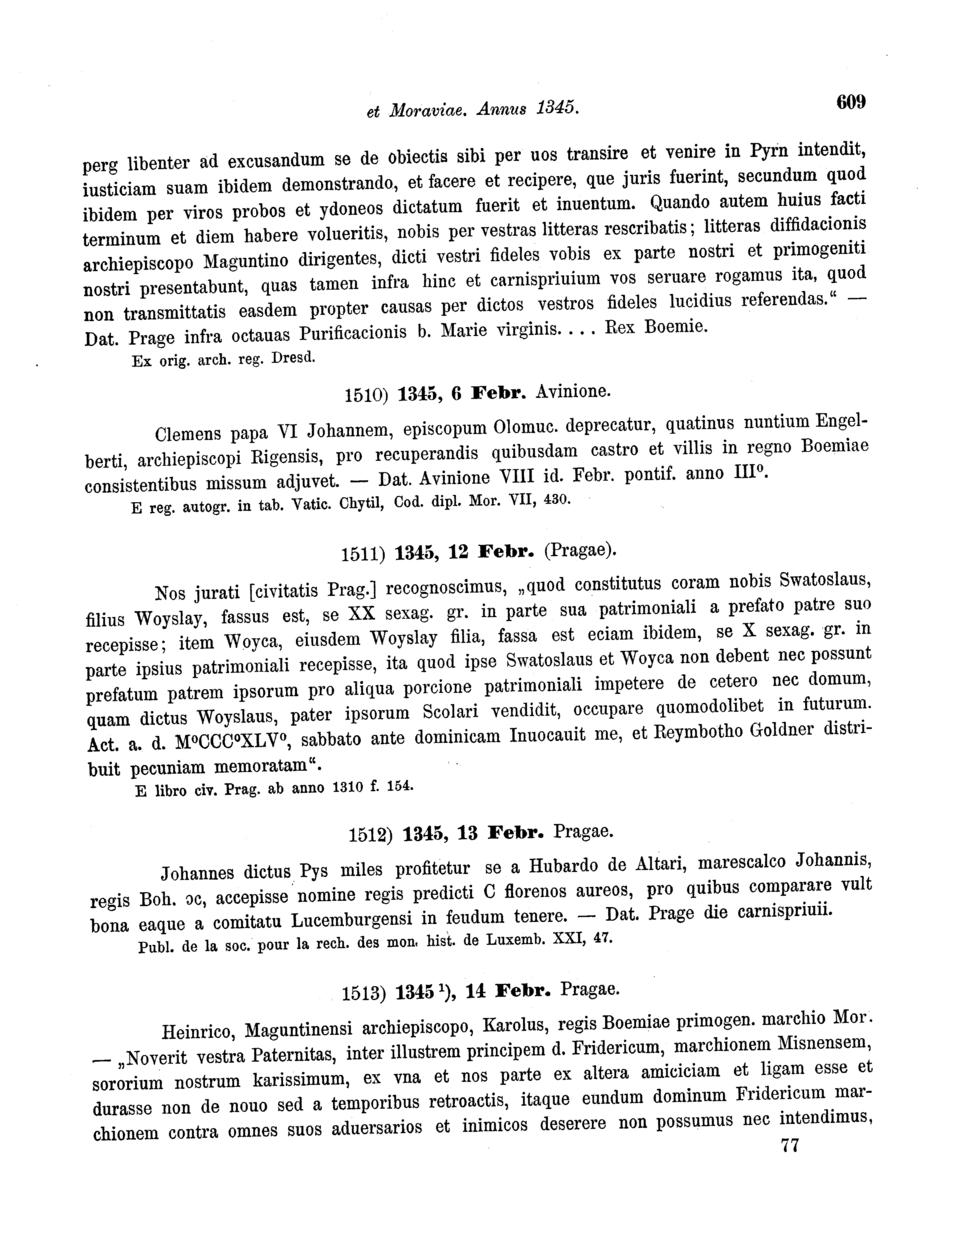 et Moraviae. Annus 1345. 609
perg libenter ad excusandum se de obiectis sibi per uos transire et venire in Pyrn intendit,
iusticiam suam ibidem demonstrando, et facere et recipere, que juris fuerint, secundum quod
ibidem per viros probos et ydoneos dictatum fuerit et inuentum. Quando autem huius facti
terminum et diem habere volueritis, nobis per vestras litteras rescribatis; litteras diffidacionis
archiepiscopo Maguntino dirigentes, dicti vestri fideles vobis ex parte nostri et primogeniti
nostri presentabunt, quas tamen infra hinc et carnispriuium vos seruare rogamus ita, quod
non transmittatis easdem propter causas per dictos vestros fideles lucidius referendas.“ —
Dat. Prage infra octauas Purificacionis b. Marie virginis. . . . Rex Boemie.
Ex orig. arch. reg. Dresd.
1510) 1345, 6 Febr. Avinione.
Clemens papa VI Johannem, episcopum Olomuc. deprecatur, quatinus nuntium Engel-
berti, archiepiscopi Rigensis, pro recuperandis quibusdam castro et villis in regno Boemiae
consistentibus missum adjuvet. — Dat. Avinione VIII id. Febr. pontif. anno IIIº.
E reg. autogr. in tab. Vatic. Chytil, Cod. dipl. Mor. VII, 430.
1511) 1345, 12 Febr. (Pragae).
Nos jurati [civitatis Prag.] recognoscimus, „quod constitutus coram nobis Swatoslaus,
filius Woyslay, fassus est, se XX sexag. gr. in parte sua patrimoniali a prefato patre suo
recepisse; item Woyca, eiusdem Woyslay filia, fassa est eciam ibidem, se X sexag. gr. in
parte ipsius patrimoniali recepisse, ita quod ipse Swatoslaus et Woyca non debent nec possunt
prefatum patrem ipsorum pro aliqua porcione patrimoniali impetere de cetero nec domum,
quam dictus Woyslaus, pater ipsorum Scolari vendidit, occupare quomodolibet in futurum.
Act. a. d. MºCCCºXLVº, sabbato ante dominicam Inuocauit me, et Reymbotho Goldner distri-
buit pecuniam memoratam“.
E libro civ. Prag. ab anno 1310 f. 154.
1512) 1345, 13 Febr. Pragae.
Johannes dictus Pys miles profitetur se a Hubardo de Altari, marescalco Johannis,
regis Boh. ɔc, accepisse nomine regis predicti C florenos aureos, pro quibus comparare vult
bona eaque a comitatu Lucemburgensi in feudum tenere. — Dat. Prage die carnispriuii.
Publ. de la soc. pour la rech. des mon. hist. de Luxemb. XXI, 47.
1513) 1345 ¹), 14 Febr. Pragae.
Heinrico, Maguntinensi archiepiscopo, Karolus, regis Boemiae primogen. marchio Mor.
— „Noverit vestra Paternitas, inter illustrem principem d. Fridericum, marchionem Misnensem,
sororium nostrum karissimum, ex vna et nos parte ex altera amiciciam et ligam esse et
durasse non de nouo sed a temporibus retroactis, itaque eundum dominum Fridericum mar-
chionem contra omnes suos aduersarios et inimicos deserere non possumus nec intendimus,
77